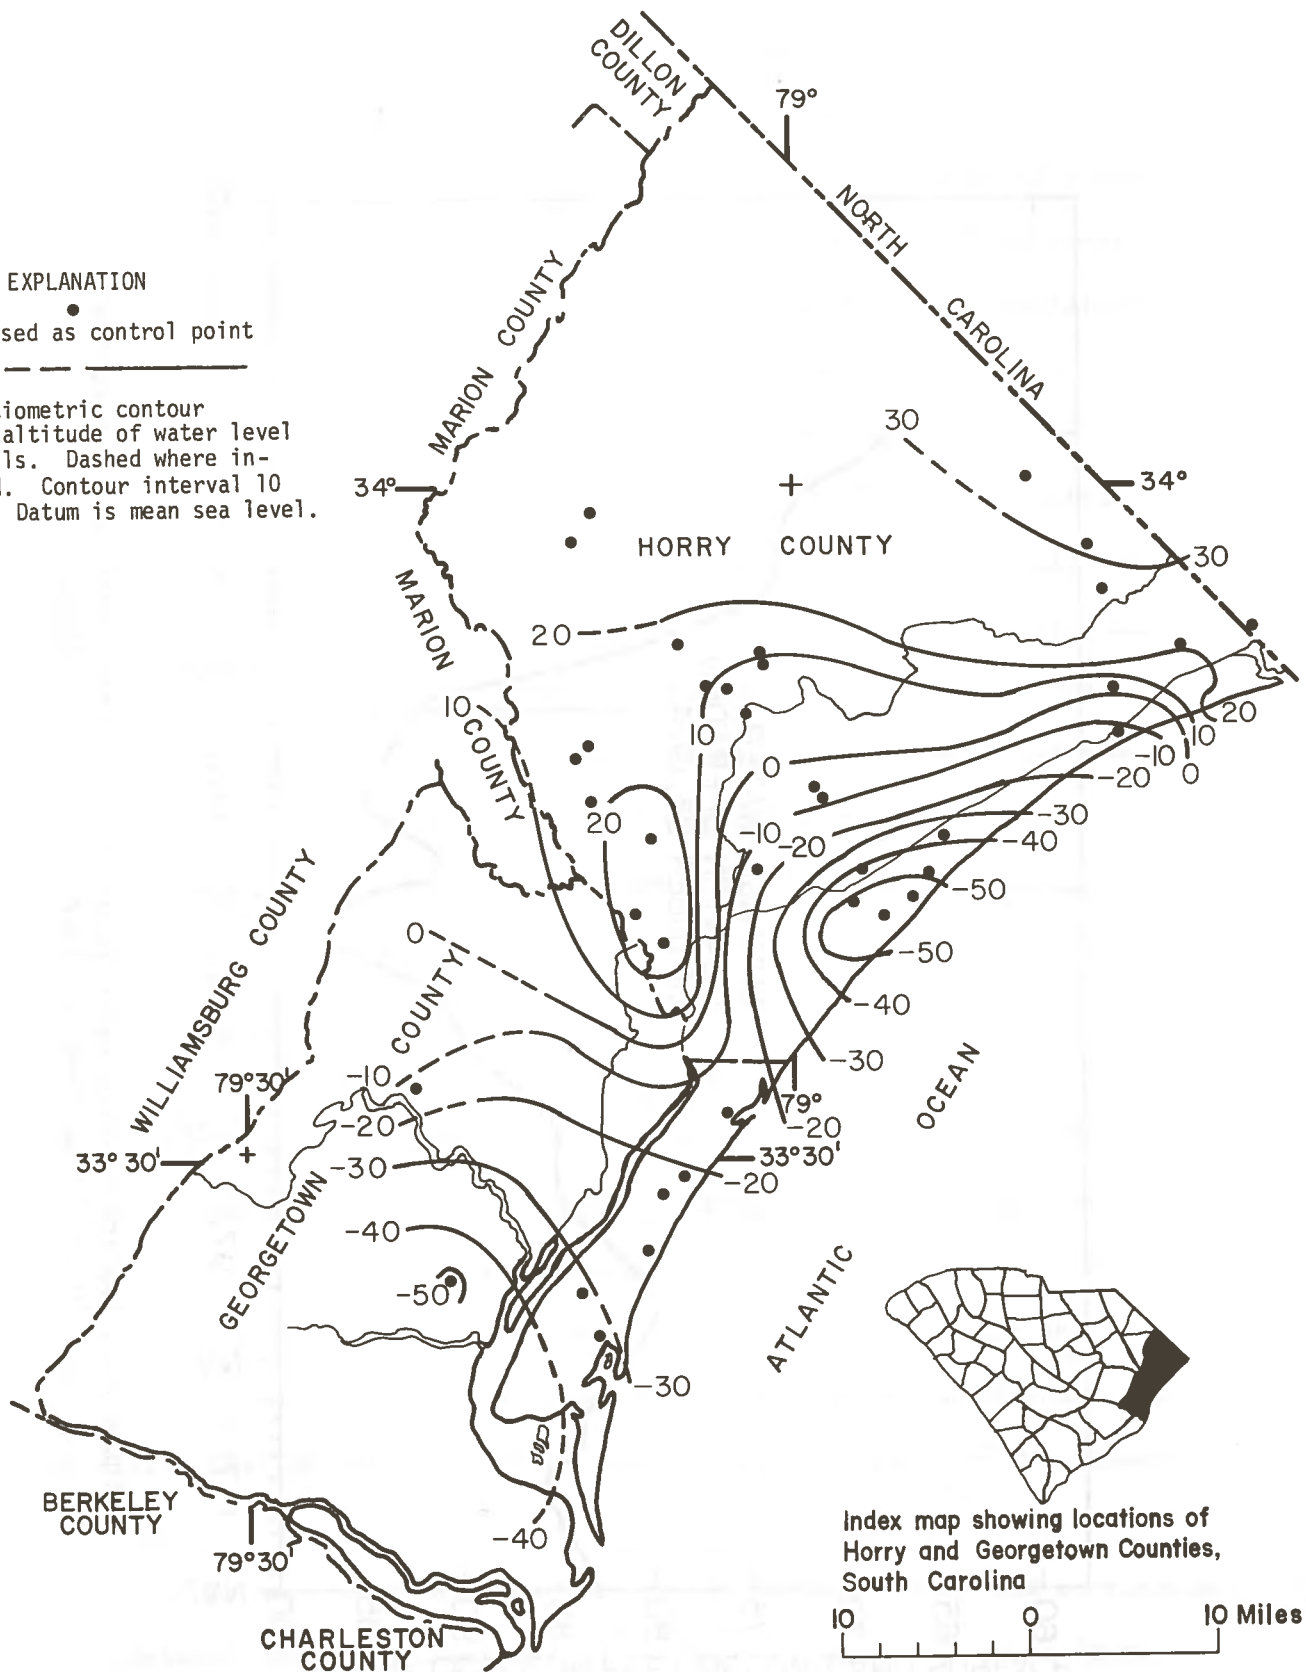 DILLON
COUNTY
79°
NORTH
CAROLINA
EXPLANATION
sed as control point
iometric contour
altitude of water level
ls. Dashed where in-
. Contour interval 10
Datum is mean sea level.
MARION COUNTY
30
34°
34°
HORRY COUNTY
30
MARION
COUNTY
20
10
20
10
10
0
-10
0
-20
20
-10
-20
-30
-40
-50
WILLIAMSBURG COUNTY
0
-50
-40
COUNTY
-30
-10
79°30'
79°
-20
-20
33°30'
33°30'
-30
-20
OCEAN
GEORGETOWN
-40
-50
ATLANTIC
-30
-40
BERKELEY
COUNTY
79°30'
CHARLESTON
COUNTY
Index map showing locations of
Horry and Georgetown Counties,
South Carolina
10 0 10 Miles